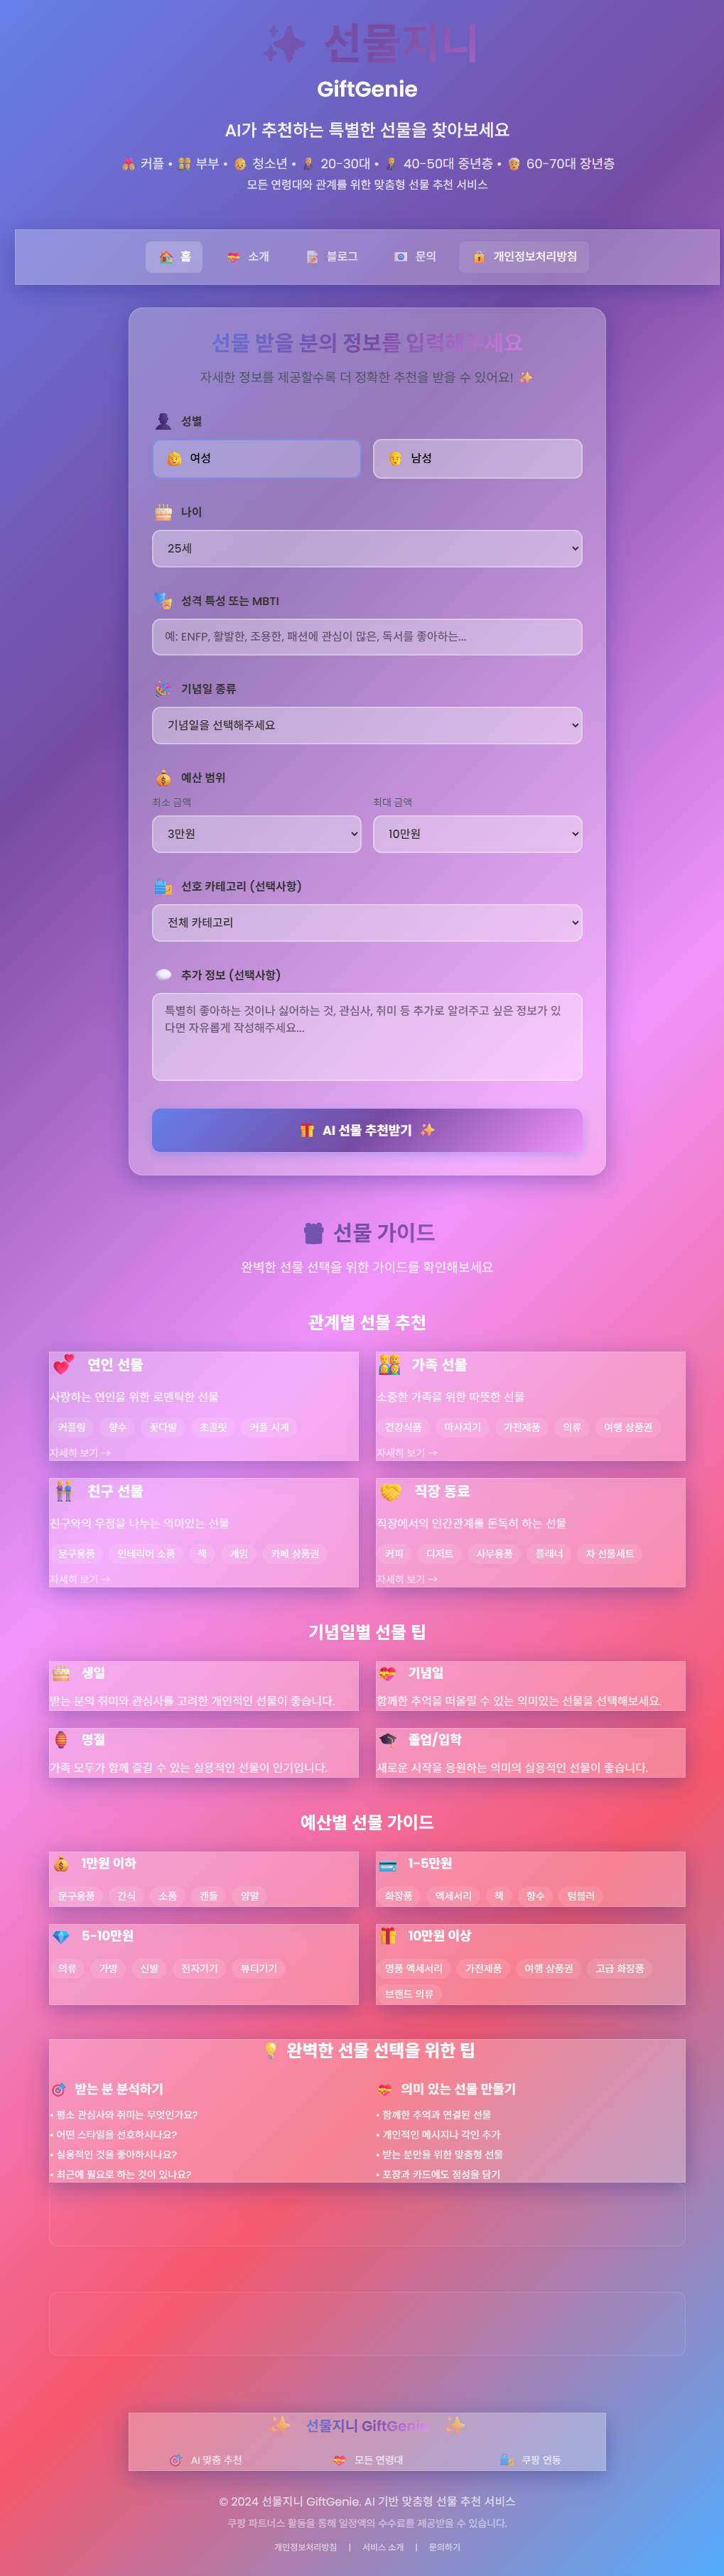 선물지니
GiftGenie
AI가 추천하는 특별한 선물을 찾아보세요
커플 • 부부 • 청소년 • 20-30대 • 40-50대 중년층 • 60-70대 장년층
모든 연령대와 관계를 위한 맞춤형 선물 추천 서비스
홈 소개 블로그 문의 개인정보처리방침
선물 받을 분의 정보를 입력해주세요
자세한 정보를 제공할수록 더 정확한 추천을 받을 수 있어요!
성별
여성 남성
나이
25세
성격 특성 또는 MBTI
예: ENFP, 활발한, 조용한, 패션에 관심이 많은, 독서를 좋아하는...
기념일 종류
기념일을 선택해주세요
예산 범위
최소 금액 최대 금액
3만원 10만원
선호 카테고리 (선택사항)
전체 카테고리
추가 정보 (선택사항)
특별히 좋아하는 것이나 싫어하는 것, 관심사, 취미 등 추가로 알려주고 싶은 정보가 있
다면 자유롭게 작성해주세요...
AI 선물 추천받기
선물 가이드
완벽한 선물 선택을 위한 가이드를 확인해보세요
관계별 선물 추천
연인 선물
사랑하는 연인을 위한 로맨틱한 선물
커플링 향수 꽃다발 초콜릿 커플 시계
자세히 보기 →
가족 선물
소중한 가족을 위한 따뜻한 선물
건강식품 마사지기 가전제품 의류 여행 상품권
자세히 보기 →
친구 선물
친구와의 우정을 나누는 의미있는 선물
문구용품 인테리어 소품 책 게임 카페 상품권
자세히 보기 →
직장 동료
직장에서의 인간관계를 돈독히 하는 선물
커피 디저트 사무용품 플래너 차 선물세트
자세히 보기 →
기념일별 선물 팁
생일
받는 분의 취미와 관심사를 고려한 개인적인 선물이 좋습니다.
기념일
함께한 추억을 떠올릴 수 있는 의미있는 선물을 선택해보세요.
명절
가족 모두가 함께 즐길 수 있는 실용적인 선물이 인기입니다.
졸업/입학
새로운 시작을 응원하는 의미의 실용적인 선물이 좋습니다.
예산별 선물 가이드
1만원 이하
문구용품 간식 소품 캔들 양말
1-5만원
화장품 액세서리 책 향수 텀블러
5-10만원
의류 가방 신발 전자기기 뷰티기기
10만원 이상
명품 액세서리 가전제품 여행 상품권 고급 화장품
브랜드 의류
완벽한 선물 선택을 위한 팁
받는 분 분석하기
• 평소 관심사와 취미는 무엇인가요?
• 어떤 스타일을 선호하시나요?
• 실용적인 것을 좋아하시나요?
• 최근에 필요로 하는 것이 있나요?
의미 있는 선물 만들기
• 함께한 추억과 연결된 선물
• 개인적인 메시지나 각인 추가
• 받는 분만을 위한 맞춤형 선물
• 포장과 카드에도 정성을 담기
선물지니 GiftGenie
AI 맞춤 추천 모든 연령대 쿠팡 연동
© 2024 선물지니 GiftGenie. AI 기반 맞춤형 선물 추천 서비스
쿠팡 파트너스 활동을 통해 일정액의 수수료를 제공받을 수 있습니다.
개인정보처리방침 | 서비스 소개 | 문의하기